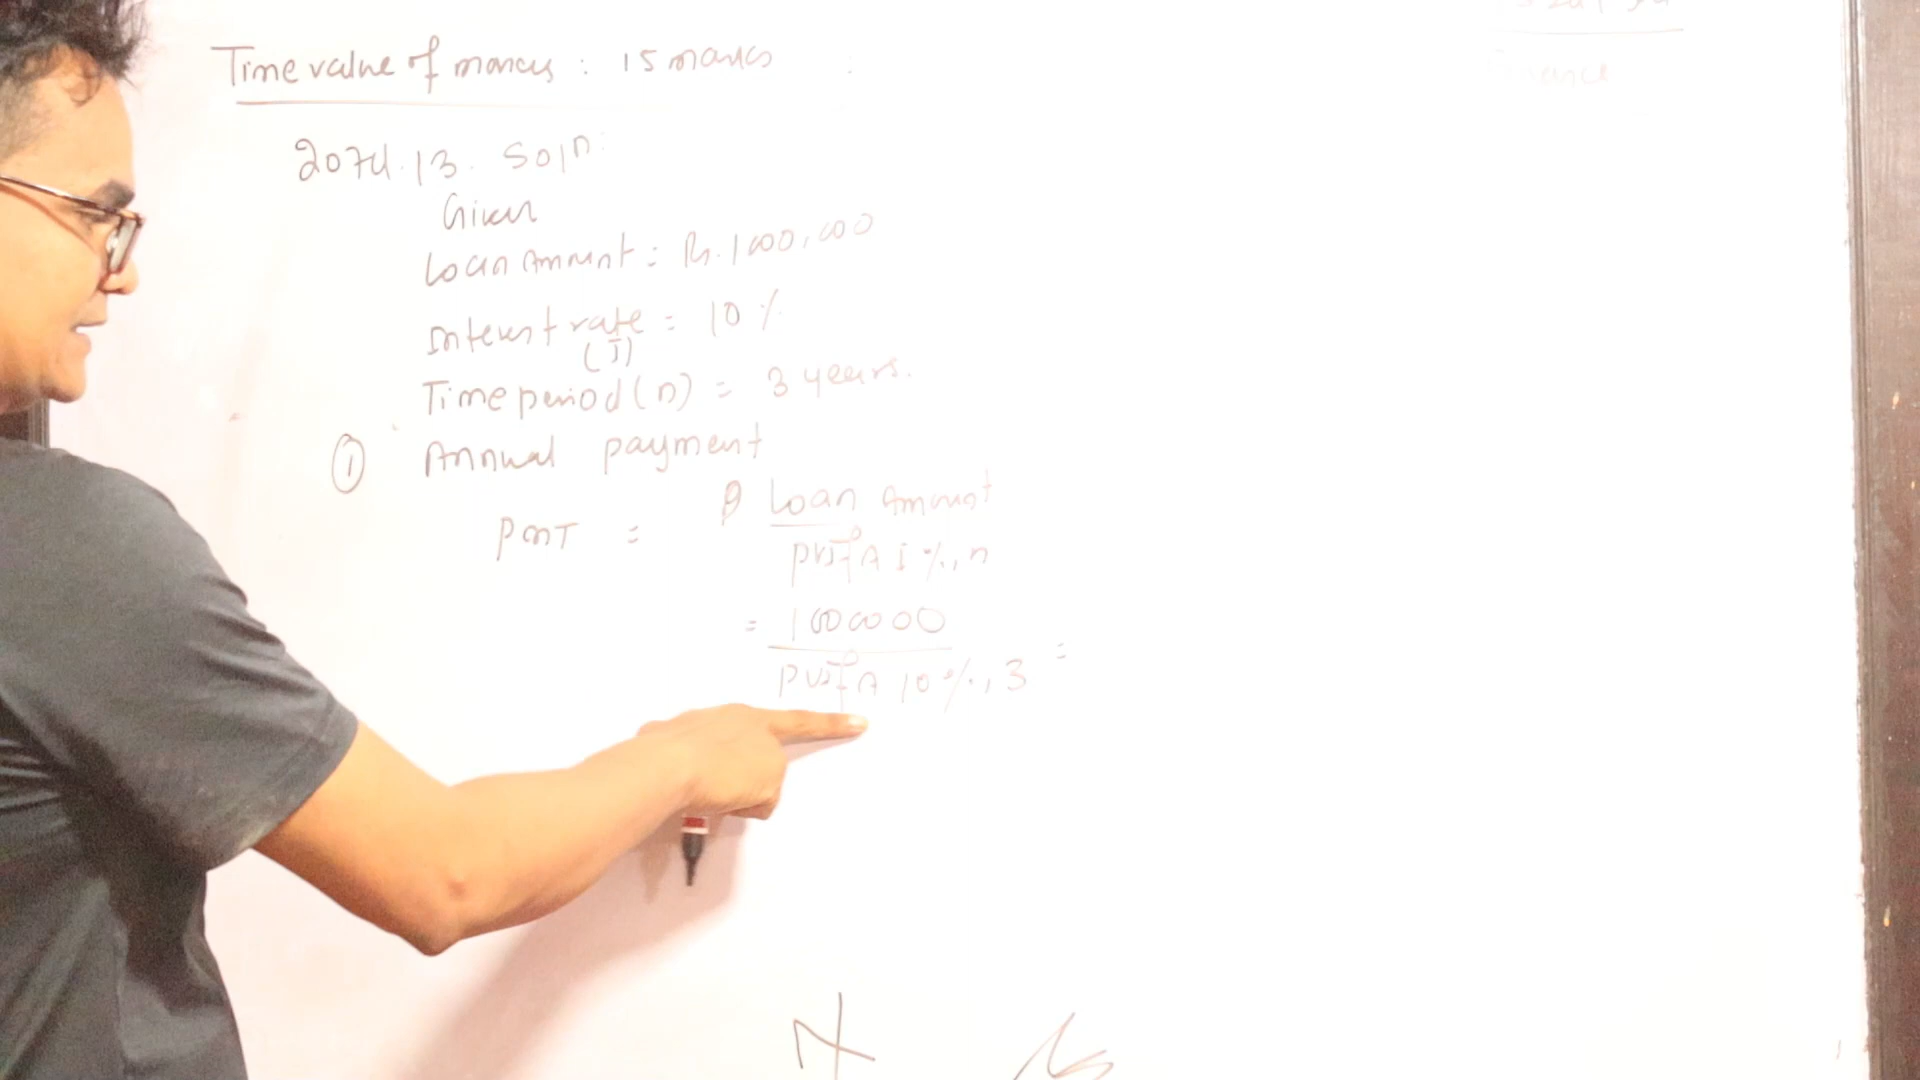 Time value of money : 15 marks
2074.13. Soln:
Given
Loan Amount : Rs. 1000,000
Interest rate = 10 %
(I)
Time period (n) = 3 years.
① Annual payment
PMT = Loan Amount
PVIFA I %, n
= 1000000
PVIFA 10 %, 3 =
Finance